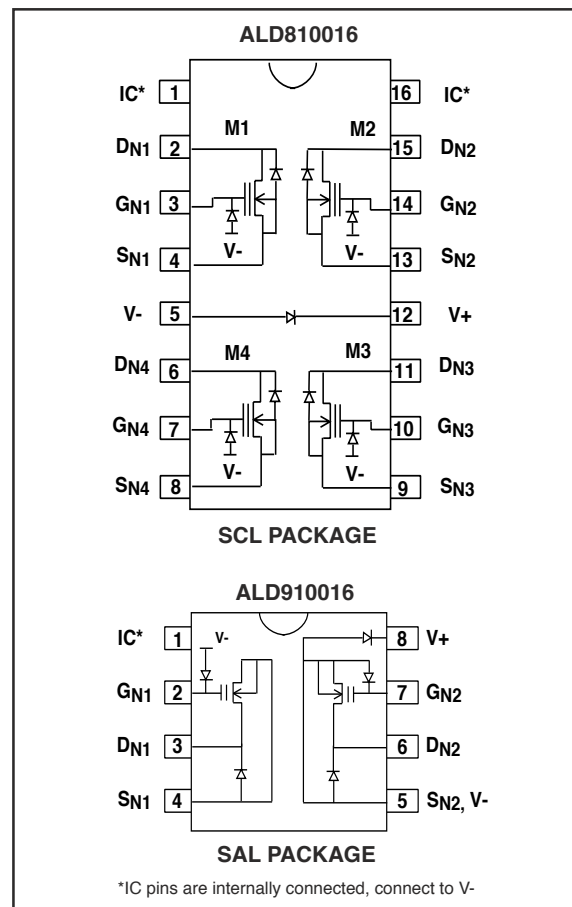 ALD810016
IC* 1 16 IC*
M1 M2
DN1 2 15 DN2
GN1 3 14 GN2
V- V-
SN1 4 13 SN2
V- 5 12 V+
M4 M3
DN4 6 11 DN3
GN4 7 10 GN3
V- V-
SN4 8 9 SN3
SCL PACKAGE
ALD910016
IC* 1 V- 8 V+
GN1 2 7 GN2
DN1 3 6 DN2
SN1 4 5 SN2, V-
SAL PACKAGE
*IC pins are internally connected, connect to V-